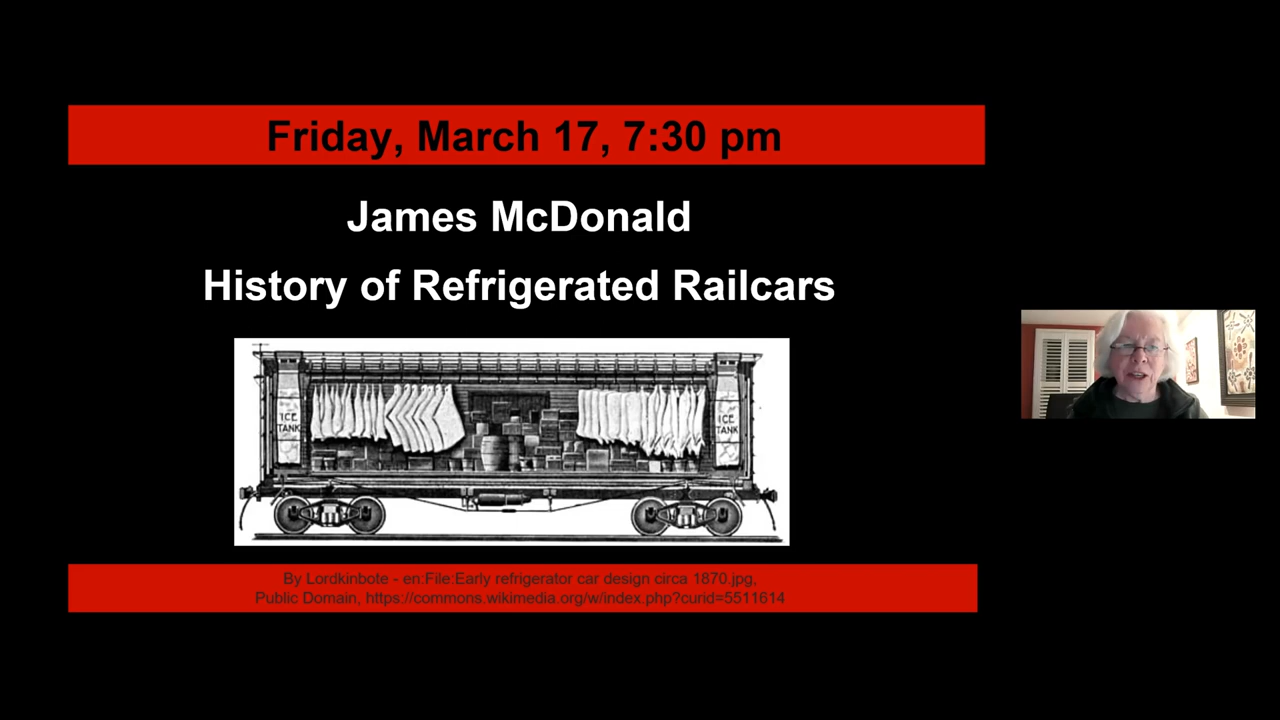 Friday, March 17, 7:30 pm
James McDonald
History of Refrigerated Railcars
ICE
TANK
ICE
TANK
By Lordkinbote - en:File:Early refrigerator car design circa 1870.jpg,
Public Domain, https://commons.wikimedia.org/w/index.php?curid=5511614